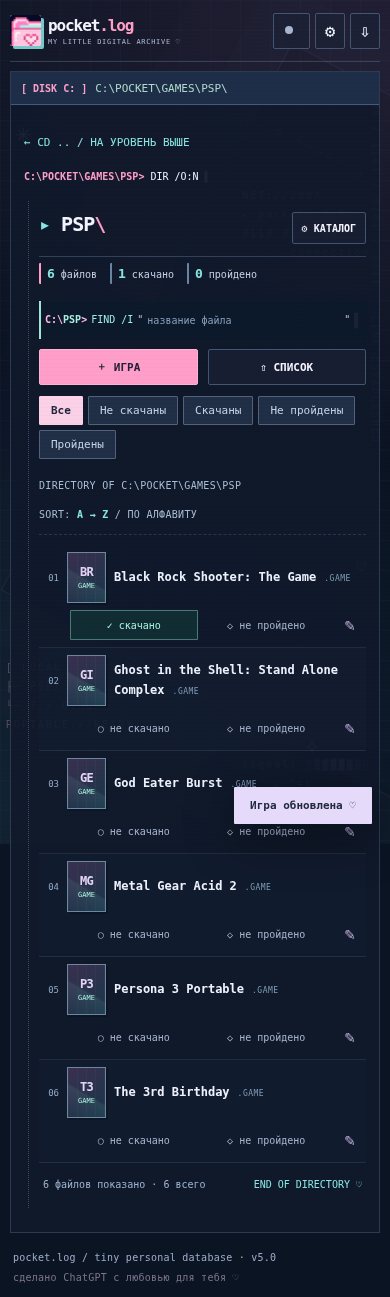 pocket.log
MY LITTLE DIGITAL ARCHIVE ♡
[ DISK C: ] C:\POCKET\GAMES\PSP\
← CD .. / НА УРОВЕНЬ ВЫШЕ
C:\POCKET\GAMES\PSP> DIR /O:N
▶ PSP\
⚙ КАТАЛОГ
6 файлов 1 скачано 0 пройдено
C:\PSP> FIND /I " название файла "
+ ИГРА
⇧ СПИСОК
Все Не скачаны Скачаны Не пройдены
Пройдены
DIRECTORY OF C:\POCKET\GAMES\PSP
SORT: A → Z / ПО АЛФАВИТУ
01 BR GAME Black Rock Shooter: The Game .GAME
✓ скачано ◇ не пройдено ✎
02 GI GAME Ghost in the Shell: Stand Alone
Complex .GAME
○ не скачано ◇ не пройдено ✎
03 GE GAME God Eater Burst .GAME
Игра обновлена ♡
○ не скачано ◇ не пройдено ✎
04 MG GAME Metal Gear Acid 2 .GAME
○ не скачано ◇ не пройдено ✎
05 P3 GAME Persona 3 Portable .GAME
○ не скачано ◇ не пройдено ✎
06 T3 GAME The 3rd Birthday .GAME
○ не скачано ◇ не пройдено ✎
6 файлов показано · 6 всего END OF DIRECTORY ♡
pocket.log / tiny personal database · v5.0
сделано ChatGPT с любовью для тебя ♡